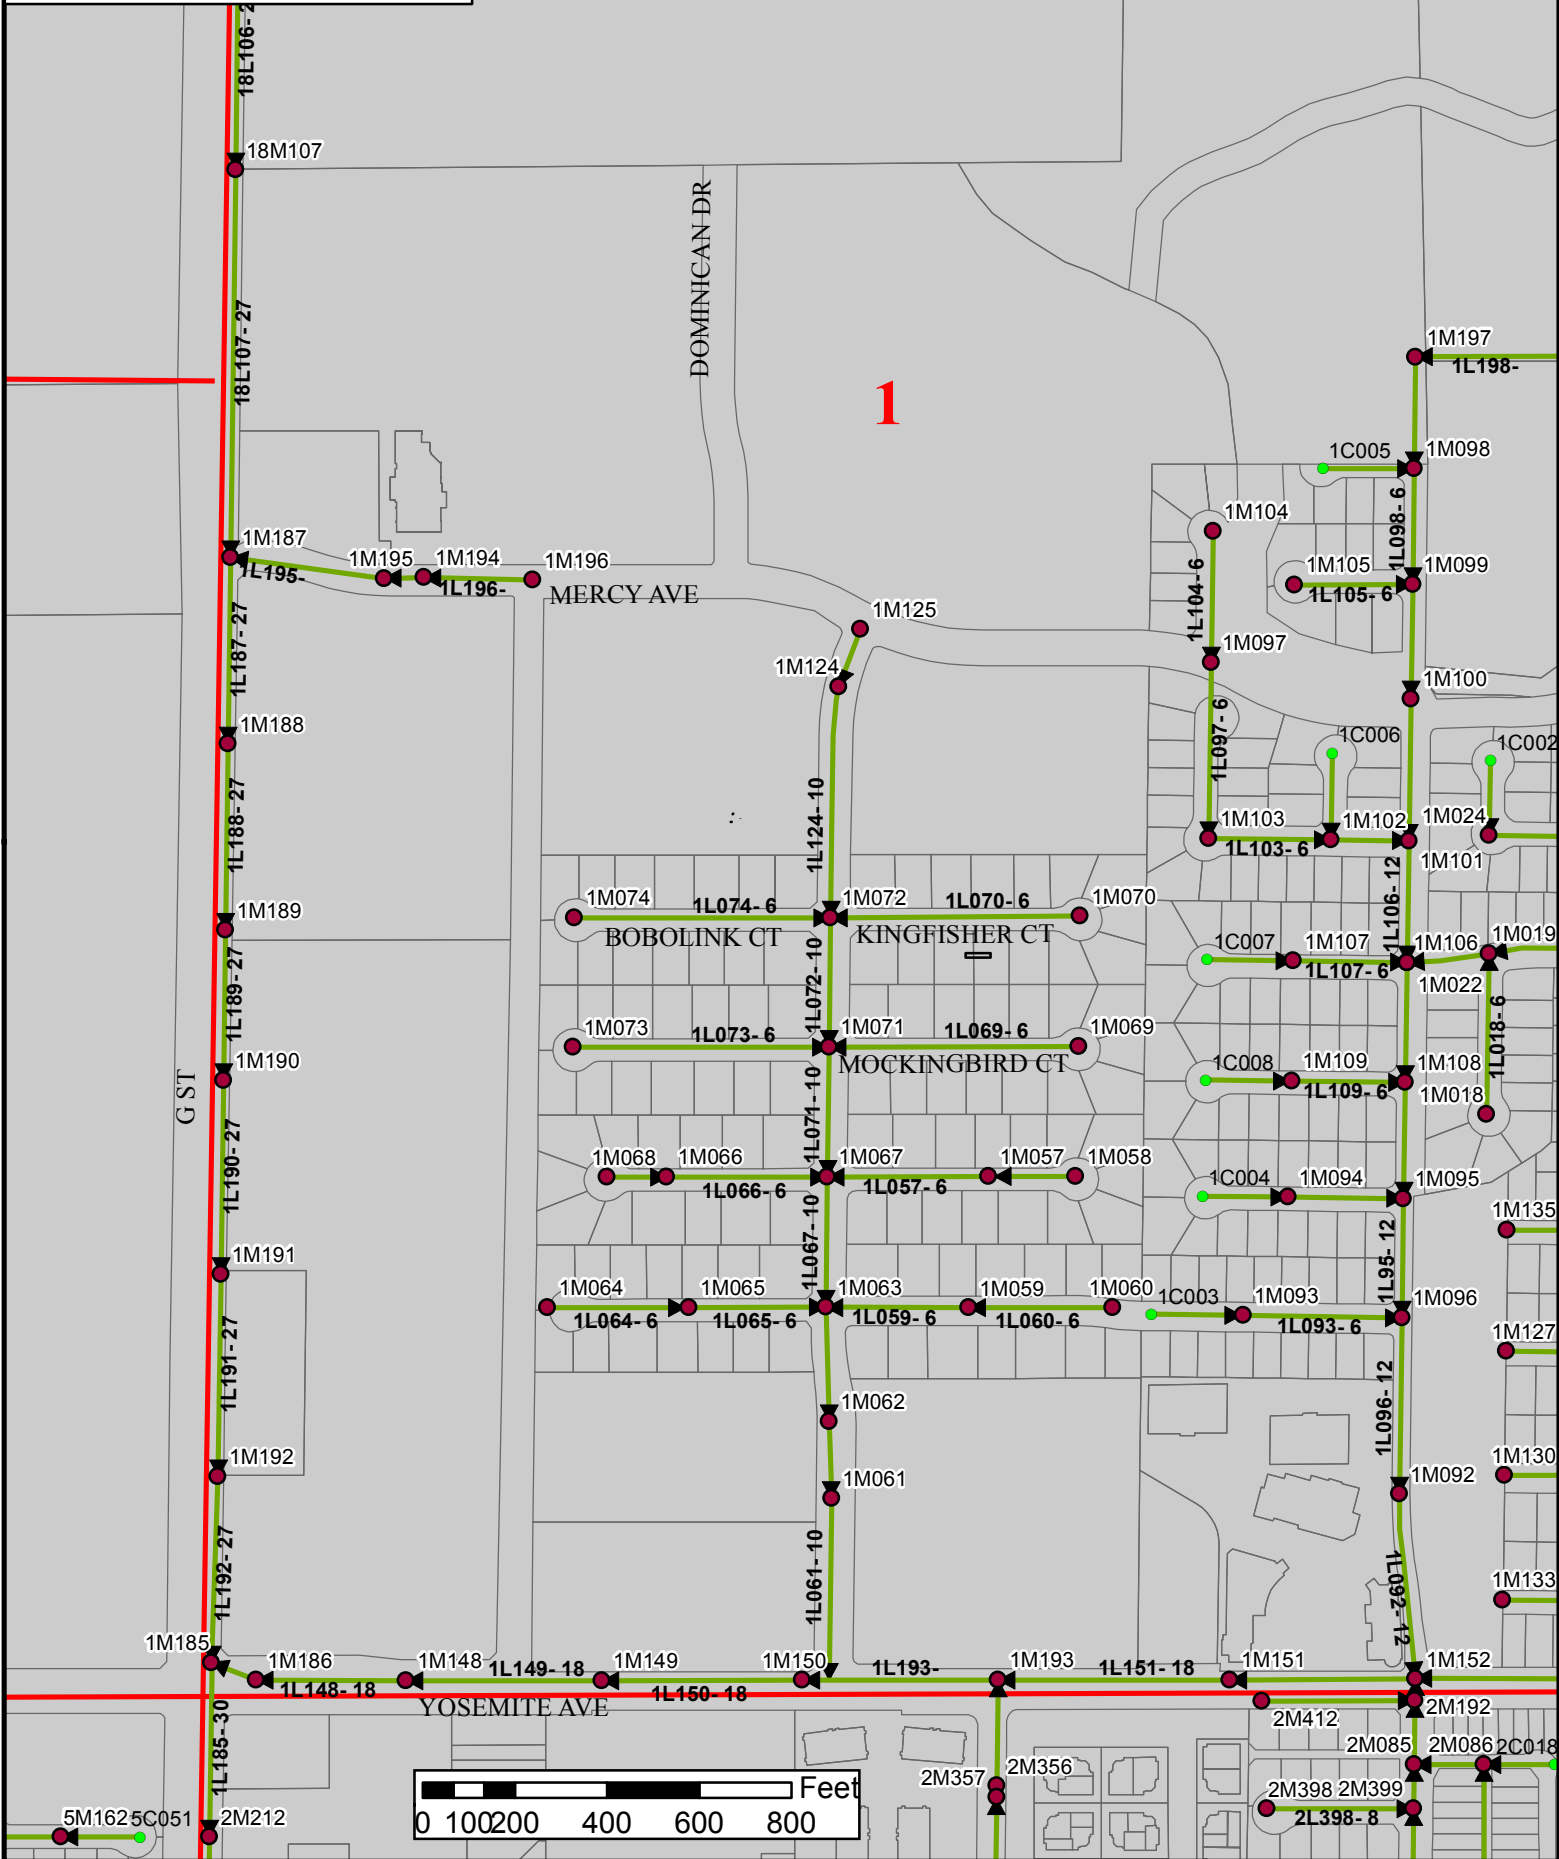 18L106-2
18M107
DOMINICAN DR
18L107- 27
1
1M197
1L198-
1C005
1M098
1L098- 6
1M104
1M187
1M195
1M194
1M196
1L195-
1L196-
MERCY AVE
1M105
1M099
1L105- 6
1L104-6
1M125
1L187- 27
1M124
1M097
1M100
1M188
1L097- 6
1C006
1C002
1L188- 27
1L124- 10
1M103
1M102
1M024
1L103- 6
1M101
1M189
1M074
1L074- 6
1M072
1L070- 6
1M070
1L106- 12
BOBOLINK CT
KINGFISHER CT
1C007
1M107
1M106
1M019
1L107- 6
1M022
1L189- 27
1L072- 10
1M073
1L073- 6
1M071
1L069- 6
1M069
1L018- 6
MOCKINGBIRD CT
1M190
1C008
1M109
1M108
1L109- 6
1M018
G ST
1L071- 10
1L190- 27
1M068
1M066
1M067
1M057
1M058
1L066- 6
1L057- 6
1C004
1M094
1M095
1M135
1L067- 10
1M191
1L95- 12
1M064
1M065
1M063
1M059
1M060
1C003
1M093
1M096
1L064- 6
1L065- 6
1L059- 6
1L060- 6
1L093- 6
1M127
1L191- 27
1L096- 12
1M062
1M192
1M061
1M092
1M130
1L192- 27
1L061- 10
1L092- 12
1M133
1M185
1M186
1M148
1L149- 18
1M149
1M150
1L193-
1M193
1L151- 18
1M151
1M152
1L148- 18
1L150- 18
YOSEMITE AVE
2M412
2M192
1L185- 30
2M085
2M086
2C018
2M357
2M356
Feet
2M398
2M399
2L398- 8
0 100 200 400 600 800
5M162
5C051
2M212